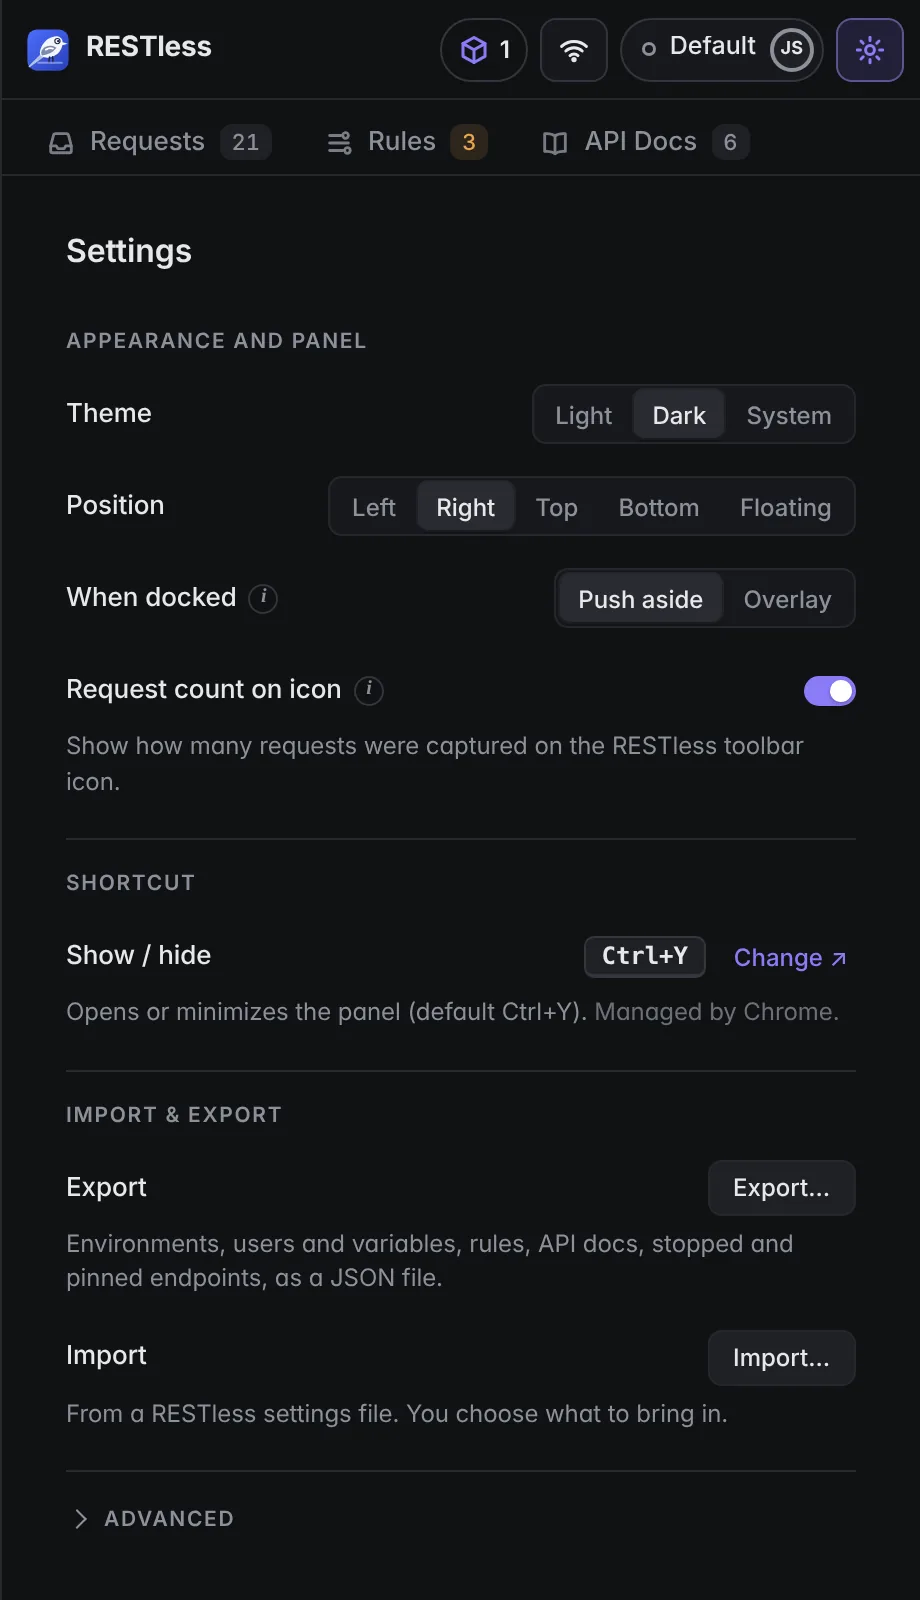 RESTless
1
Default
JS
Requests 21
Rules 3
API Docs 6
Settings
APPEARANCE AND PANEL
Theme
Light Dark System
Position
Left Right Top Bottom Floating
When docked i
Push aside Overlay
Request count on icon i
Show how many requests were captured on the RESTless toolbar
icon.
SHORTCUT
Show / hide
Ctrl+Y
Change ↗
Opens or minimizes the panel (default Ctrl+Y). Managed by Chrome.
IMPORT & EXPORT
Export
Export...
Environments, users and variables, rules, API docs, stopped and
pinned endpoints, as a JSON file.
Import
Import...
From a RESTless settings file. You choose what to bring in.
ADVANCED